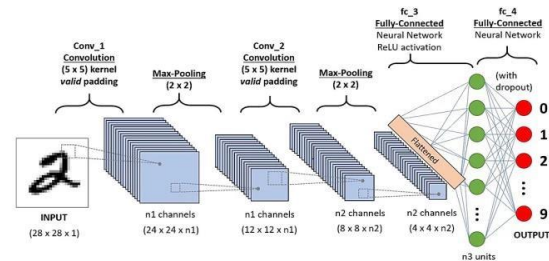 fc_3
Fully-Connected
Neural Network
ReLU activation
fc_4
Fully-Connected
Neural Network
Conv_1
Convolution
(5 x 5) kernel
valid padding
Max-Pooling
(2 x 2)
Conv_2
Convolution
(5 x 5) kernel
valid padding
Max-Pooling
(2 x 2)
(with
dropout)
Flattened
0
1
2
9
INPUT
(28 x 28 x 1)
n1 channels
(24 x 24 x n1)
n1 channels
(12 x 12 x n1)
n2 channels
(8 x 8 x n2)
n2 channels
(4 x 4 x n2)
n3 units
OUTPUT